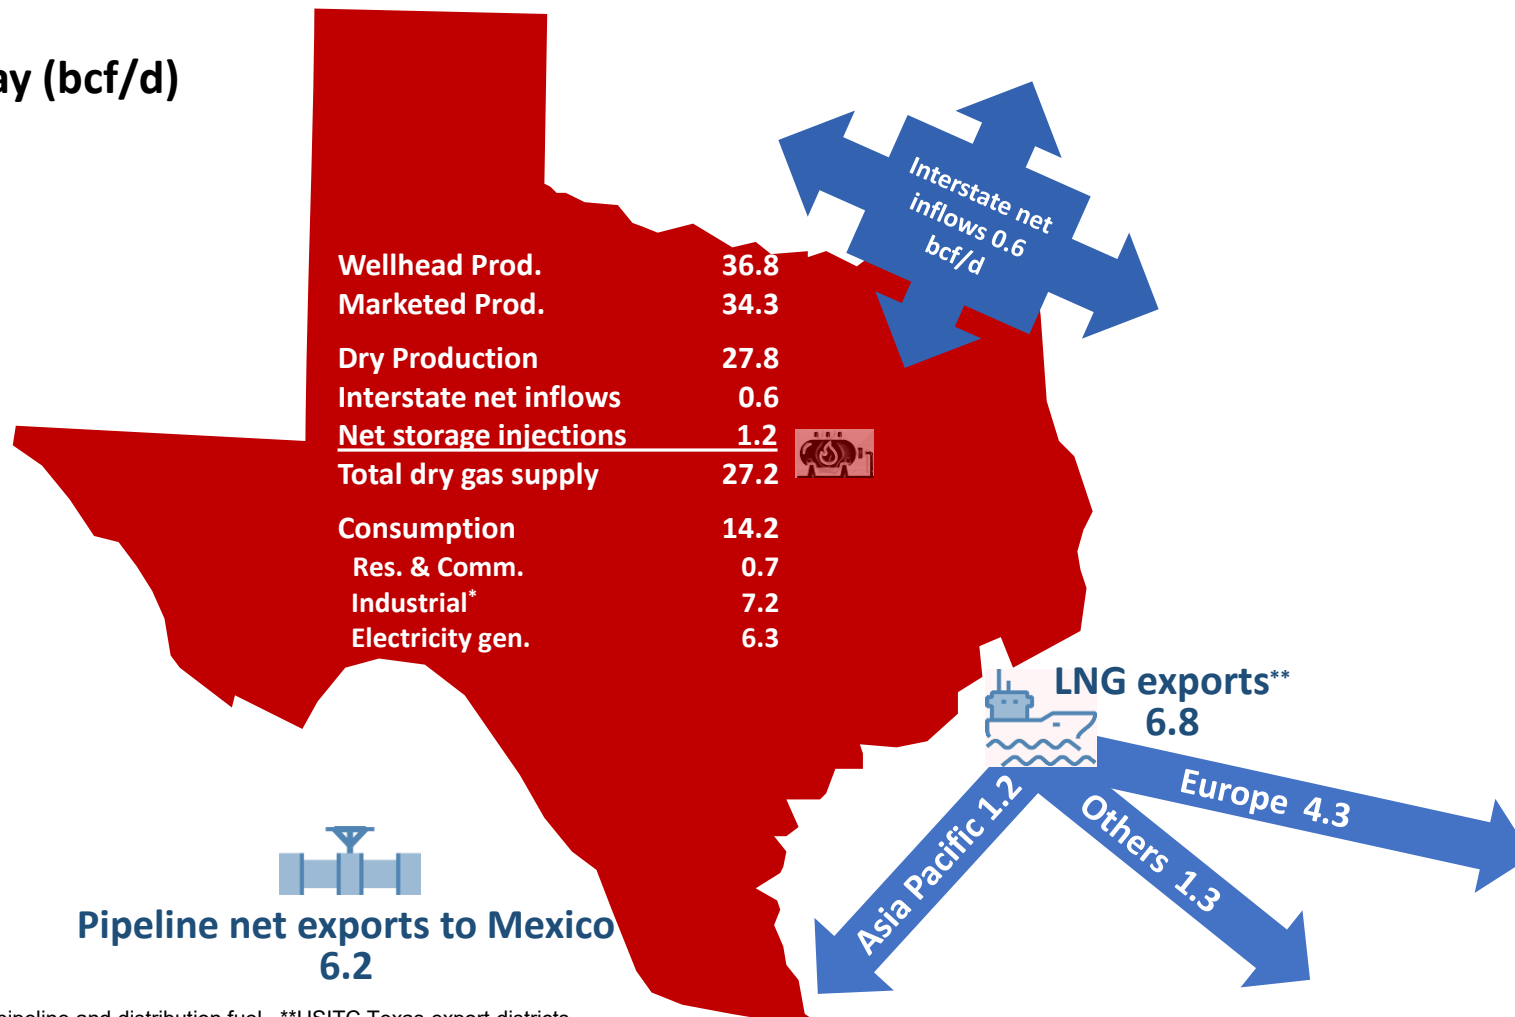 (bcf/d)
Interstate net
inflows 0.6
bcf/d
Wellhead Prod. 36.8
Marketed Prod. 34.3
Dry Production 27.8
Interstate net inflows 0.6
Net storage injections 1.2
Total dry gas supply 27.2
Consumption 14.2
Res. & Comm. 0.7
Industrial* 7.2
Electricity gen. 6.3
LNG exports**
6.8
Europe 4.3
Others 1.3
Asia Pacific 1.2
Pipeline net exports to Mexico
6.2
pipeline and distribution fuel **USITC Texas export districts